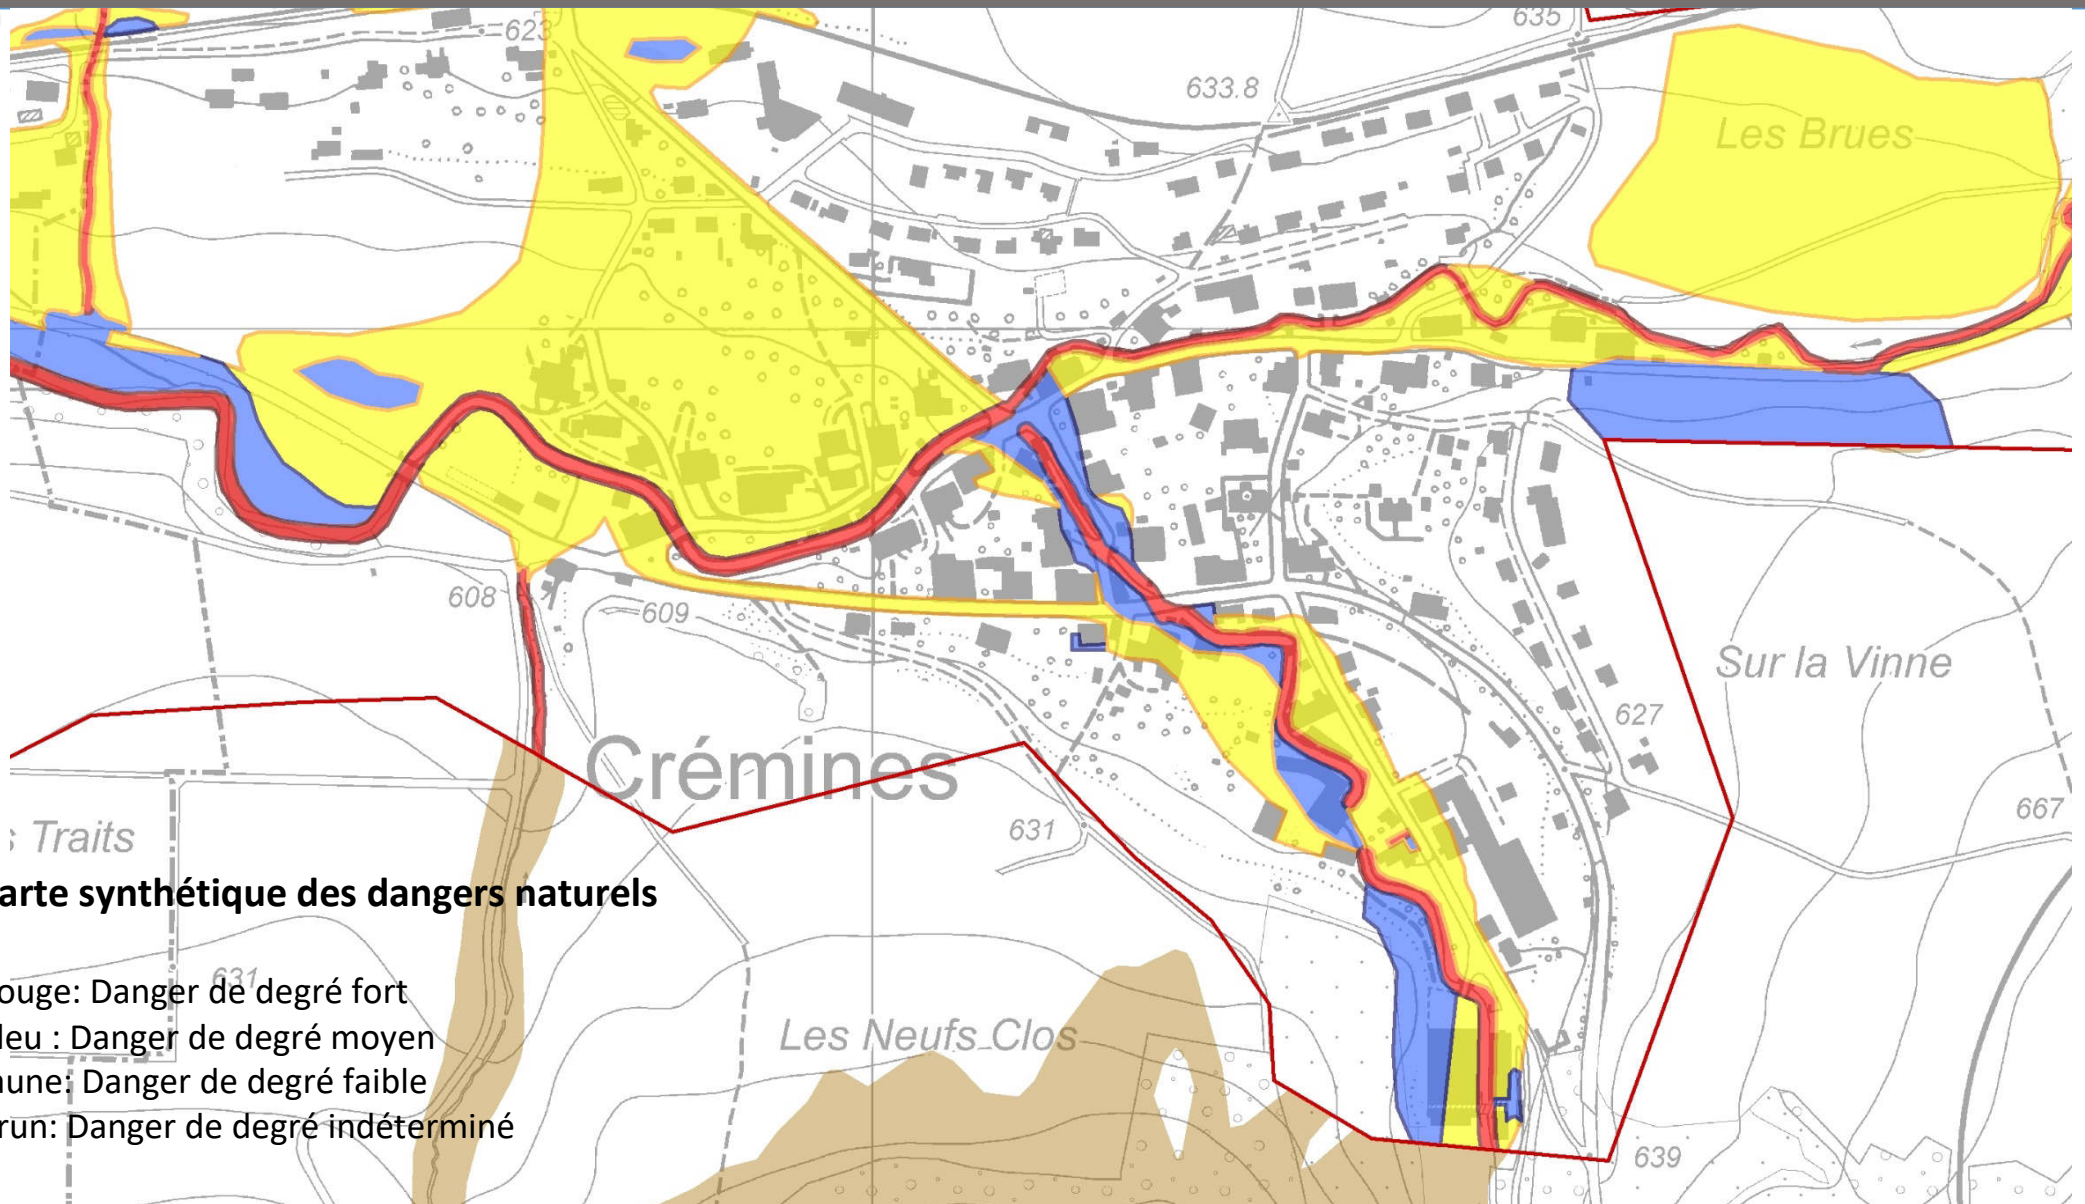 635
623
633.8
Les Brues
608
609
Sur la Vinne
627
Crémines
667
631
s Traits
arte synthétique des dangers naturels
631
ouge: Danger de degré fort
leu : Danger de degré moyen
Les Neufs Clos
aune: Danger de degré faible
run: Danger de degré indéterminé
639